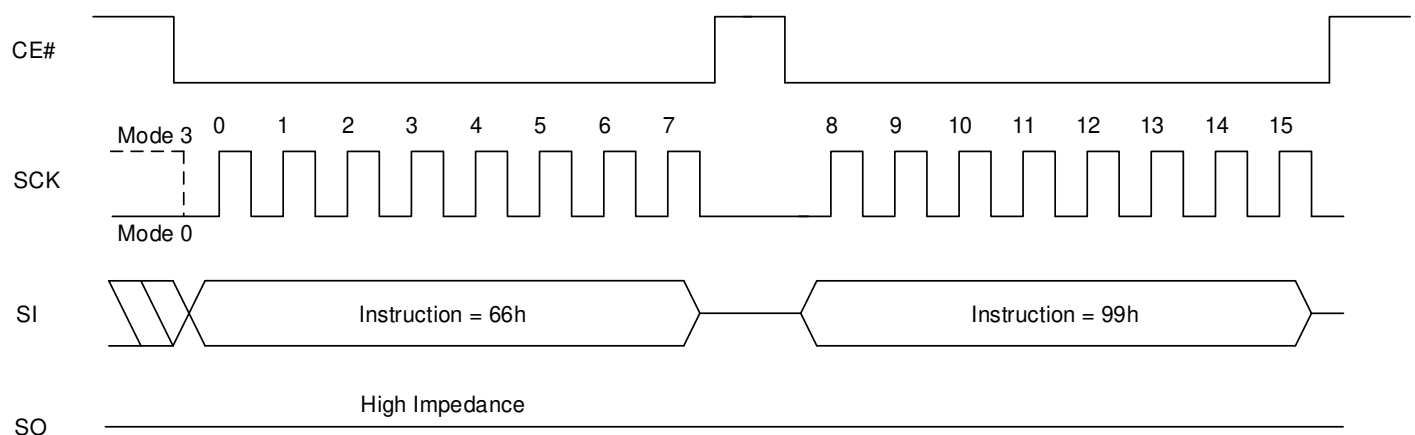 CE#
Mode 3
0 1 2 3 4 5 6 7 8 9 10 11 12 13 14 15
SCK
Mode 0
SI
Instruction = 66h
Instruction = 99h
High Impedance
SO